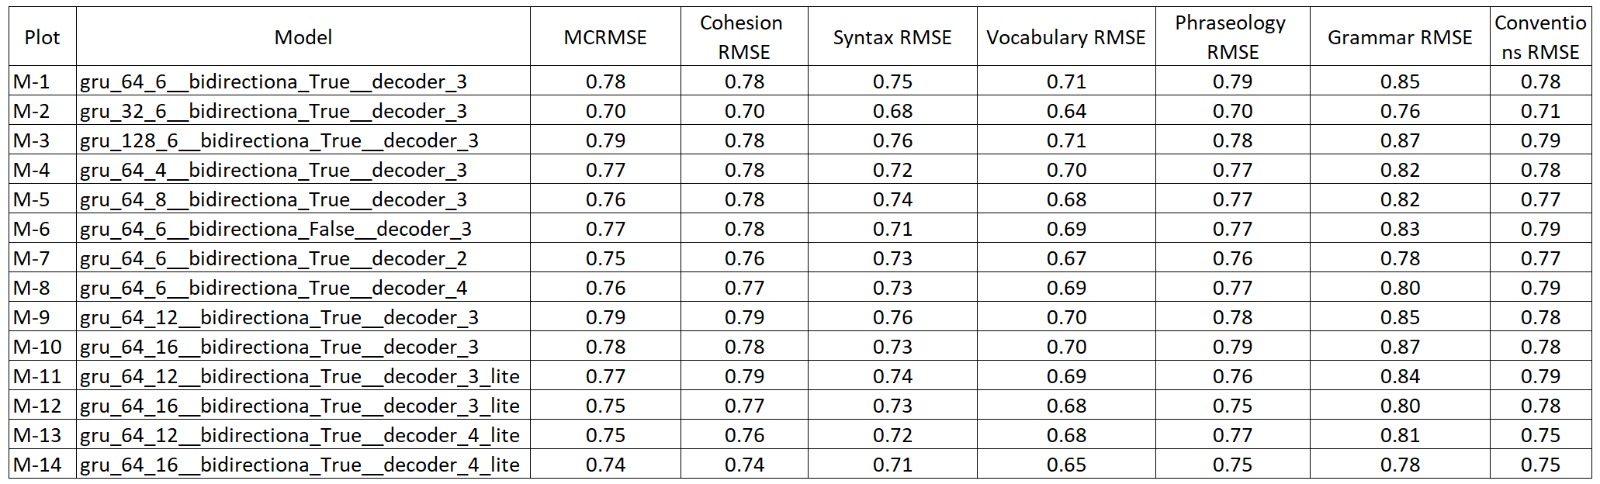 Plot Model MCRMSE Cohesion RMSE Syntax RMSE Vocabulary RMSE Phraseology RMSE Grammar RMSE Conventions RMSE
M-1 gru_64_6__bidirectiona_True__decoder_3 0.78 0.78 0.75 0.71 0.79 0.85 0.78
M-2 gru_32_6__bidirectiona_True__decoder_3 0.70 0.70 0.68 0.64 0.70 0.76 0.71
M-3 gru_128_6__bidirectiona_True__decoder_3 0.79 0.78 0.76 0.71 0.78 0.87 0.79
M-4 gru_64_4__bidirectiona_True__decoder_3 0.77 0.78 0.72 0.70 0.77 0.82 0.78
M-5 gru_64_8__bidirectiona_True__decoder_3 0.76 0.78 0.74 0.68 0.77 0.82 0.77
M-6 gru_64_6__bidirectiona_False__decoder_3 0.77 0.78 0.71 0.69 0.77 0.83 0.79
M-7 gru_64_6__bidirectiona_True__decoder_2 0.75 0.76 0.73 0.67 0.76 0.78 0.77
M-8 gru_64_6__bidirectiona_True__decoder_4 0.76 0.77 0.73 0.69 0.77 0.80 0.79
M-9 gru_64_12__bidirectiona_True__decoder_3 0.79 0.79 0.76 0.70 0.78 0.85 0.78
M-10 gru_64_16__bidirectiona_True__decoder_3 0.78 0.78 0.73 0.70 0.79 0.87 0.78
M-11 gru_64_12__bidirectiona_True__decoder_3_lite 0.77 0.79 0.74 0.69 0.76 0.84 0.79
M-12 gru_64_16__bidirectiona_True__decoder_3_lite 0.75 0.77 0.73 0.68 0.75 0.80 0.78
M-13 gru_64_12__bidirectiona_True__decoder_4_lite 0.75 0.76 0.72 0.68 0.77 0.81 0.75
M-14 gru_64_16__bidirectiona_True__decoder_4_lite 0.74 0.74 0.71 0.65 0.75 0.78 0.75